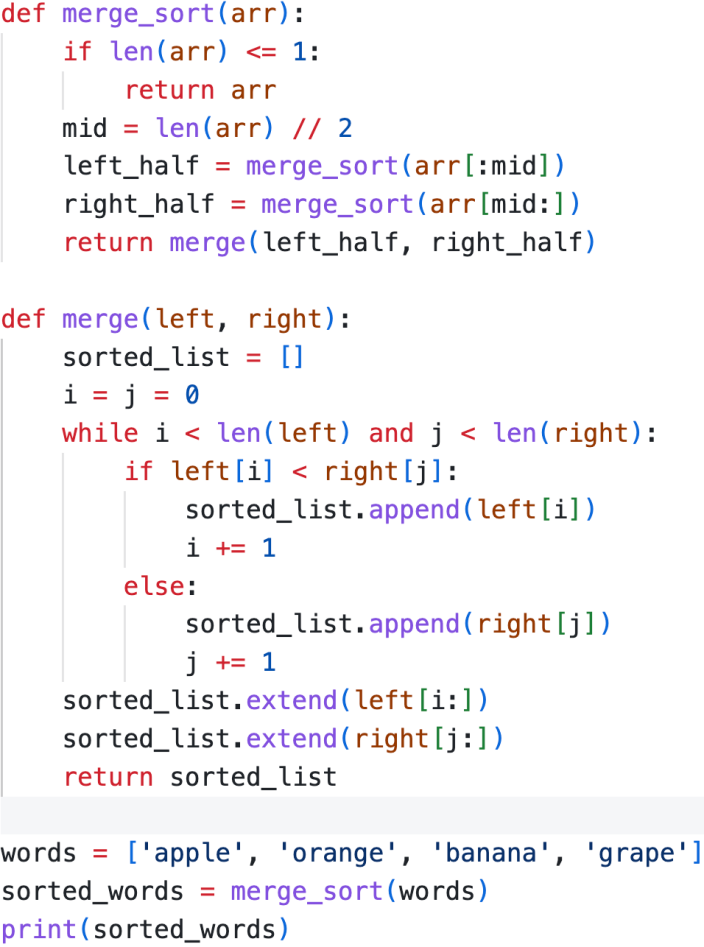 def merge_sort(arr):
    if len(arr) <= 1:
        return arr
    mid = len(arr) // 2
    left_half = merge_sort(arr[:mid])
    right_half = merge_sort(arr[mid:])
    return merge(left_half, right_half)

def merge(left, right):
    sorted_list = []
    i = j = 0
    while i < len(left) and j < len(right):
        if left[i] < right[j]:
            sorted_list.append(left[i])
            i += 1
        else:
            sorted_list.append(right[j])
            j += 1
    sorted_list.extend(left[i:])
    sorted_list.extend(right[j:])
    return sorted_list

words = ['apple', 'orange', 'banana', 'grape']
sorted_words = merge_sort(words)
print(sorted_words)